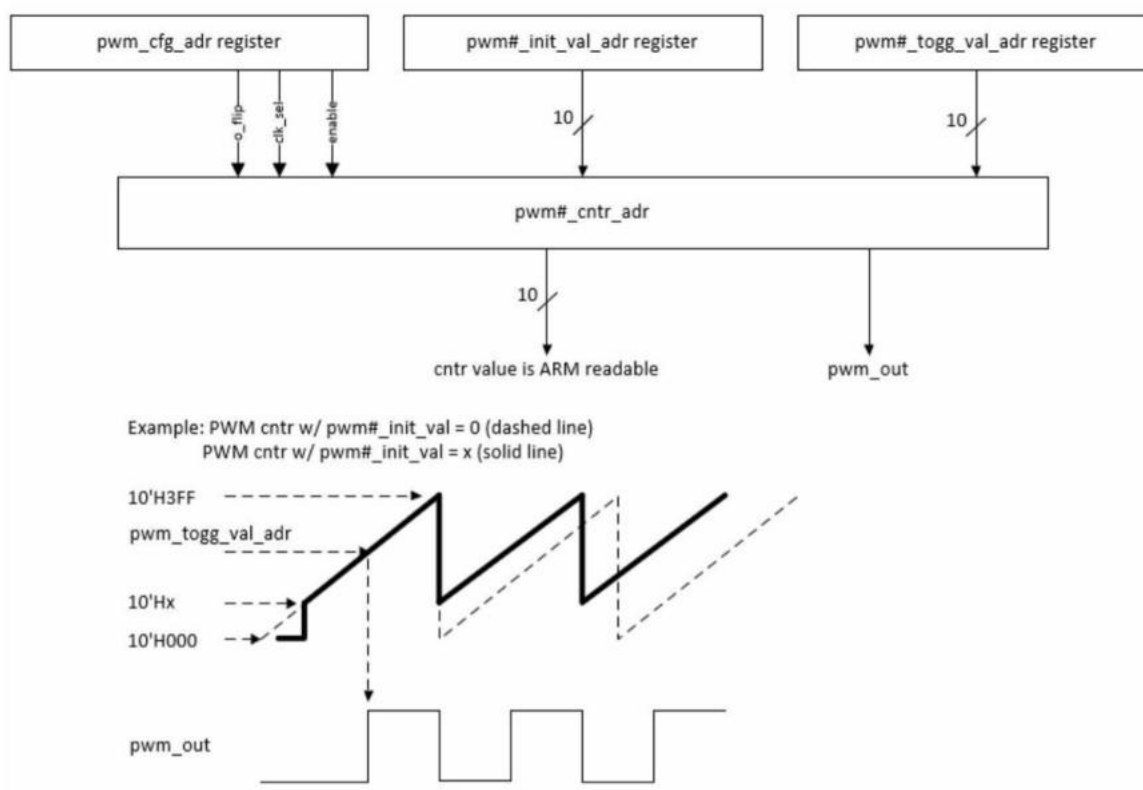 pwm_cfg_adr register
pwm#_init_val_adr register
pwm#_togg_val_adr register
o_flip
clk_sel
enable
10
10
pwm#_cntr_adr
10
cntr value is ARM readable
pwm_out
Example: PWM cntr w/ pwm#_init_val = 0 (dashed line)
PWM cntr w/ pwm#_init_val = x (solid line)
10'H3FF
pwm_togg_val_adr
10'Hx
10'H000
pwm_out